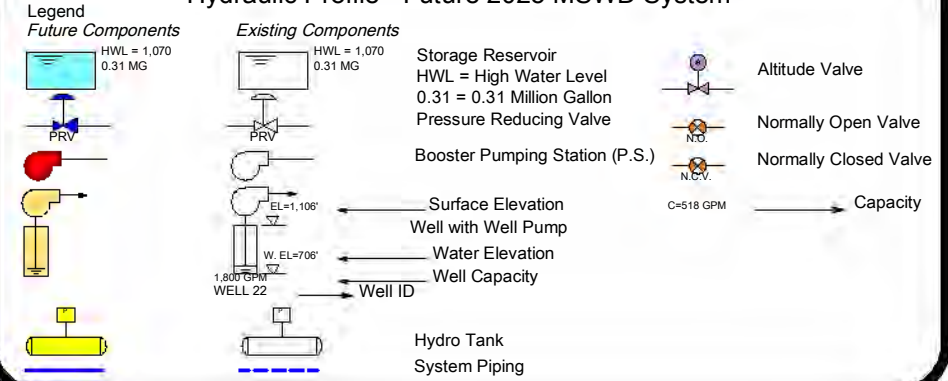 Legend
Future Components
Existing Components
HWL = 1,070
0.31 MG
HWL = 1,070
0.31 MG
Storage Reservoir
HWL = High Water Level
0.31 = 0.31 Million Gallon
Altitude Valve
PRV
PRV
Pressure Reducing Valve
N.O.
Normally Open Valve
Booster Pumping Station (P.S.)
N.C.V.
Normally Closed Valve
EL=1,106'
Surface Elevation
C=518 GPM
Capacity
Well with Well Pump
W. EL=706'
Water Elevation
1,800 GPM
Well Capacity
WELL 22
Well ID
P
P
Hydro Tank
System Piping